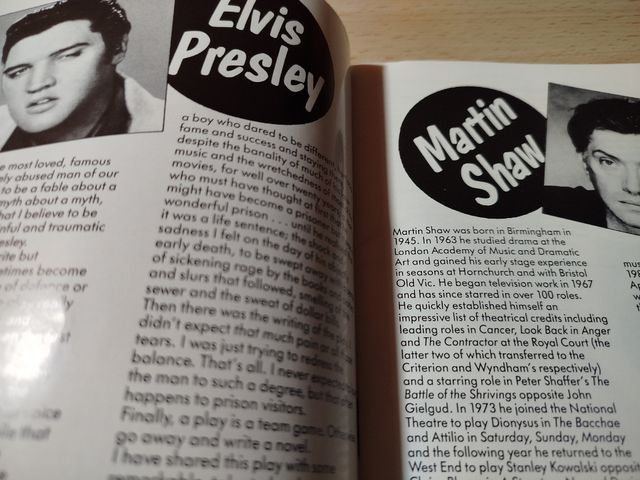 Elvis
Presley
e most loved, famous
ely abused man of our
to be a fable about a
myth about a myth,
hat I believe to be
nful and traumatic
esley.
rite but
etimes become
of defence or
a boy who dared to be different
fame and success and staying
despite the banality of much of
music and the wretchedness of
movies, for well over twenty years
who must have thought at first
might have become a prisoner
wonderful prison . . . until he
it was a life sentence; the shock
sadness I felt on the day of his
early death, to be swept away
of sickening rage by the books
and slurs that followed, smelling
sewer and the sweat of dollar
Then there was the writing of the
didn't expect that much pain or
tears. I was just trying to redress the
balance. That's all. I never expected
the man to such a degree, but that often
happens to prison visitors.
Finally, a play is a team game.
go away and write a novel.
I have shared this play with some
Martin
Shaw
Martin Shaw was born in Birmingham in
1945. In 1963 he studied drama at the
London Academy of Music and Dramatic
Art and gained his early stage experience
in seasons at Hornchurch and with Bristol
Old Vic. He began television work in 1967
and has since starred in over 100 roles.
He quickly established himself an
impressive list of theatrical credits including
leading roles in Cancer, Look Back in Anger
and The Contractor at the Royal Court (the
latter two of which transferred to the
Criterion and Wyndham's respectively)
and a starring role in Peter Shaffer's The
Battle of the Shrivings opposite John
Gielgud. In 1973 he joined the National
Theatre to play Dionysus in The Bacchae
and Attilio in Saturday, Sunday, Monday
and the following year he returned to the
West End to play Stanley Kowalski opposit
mus